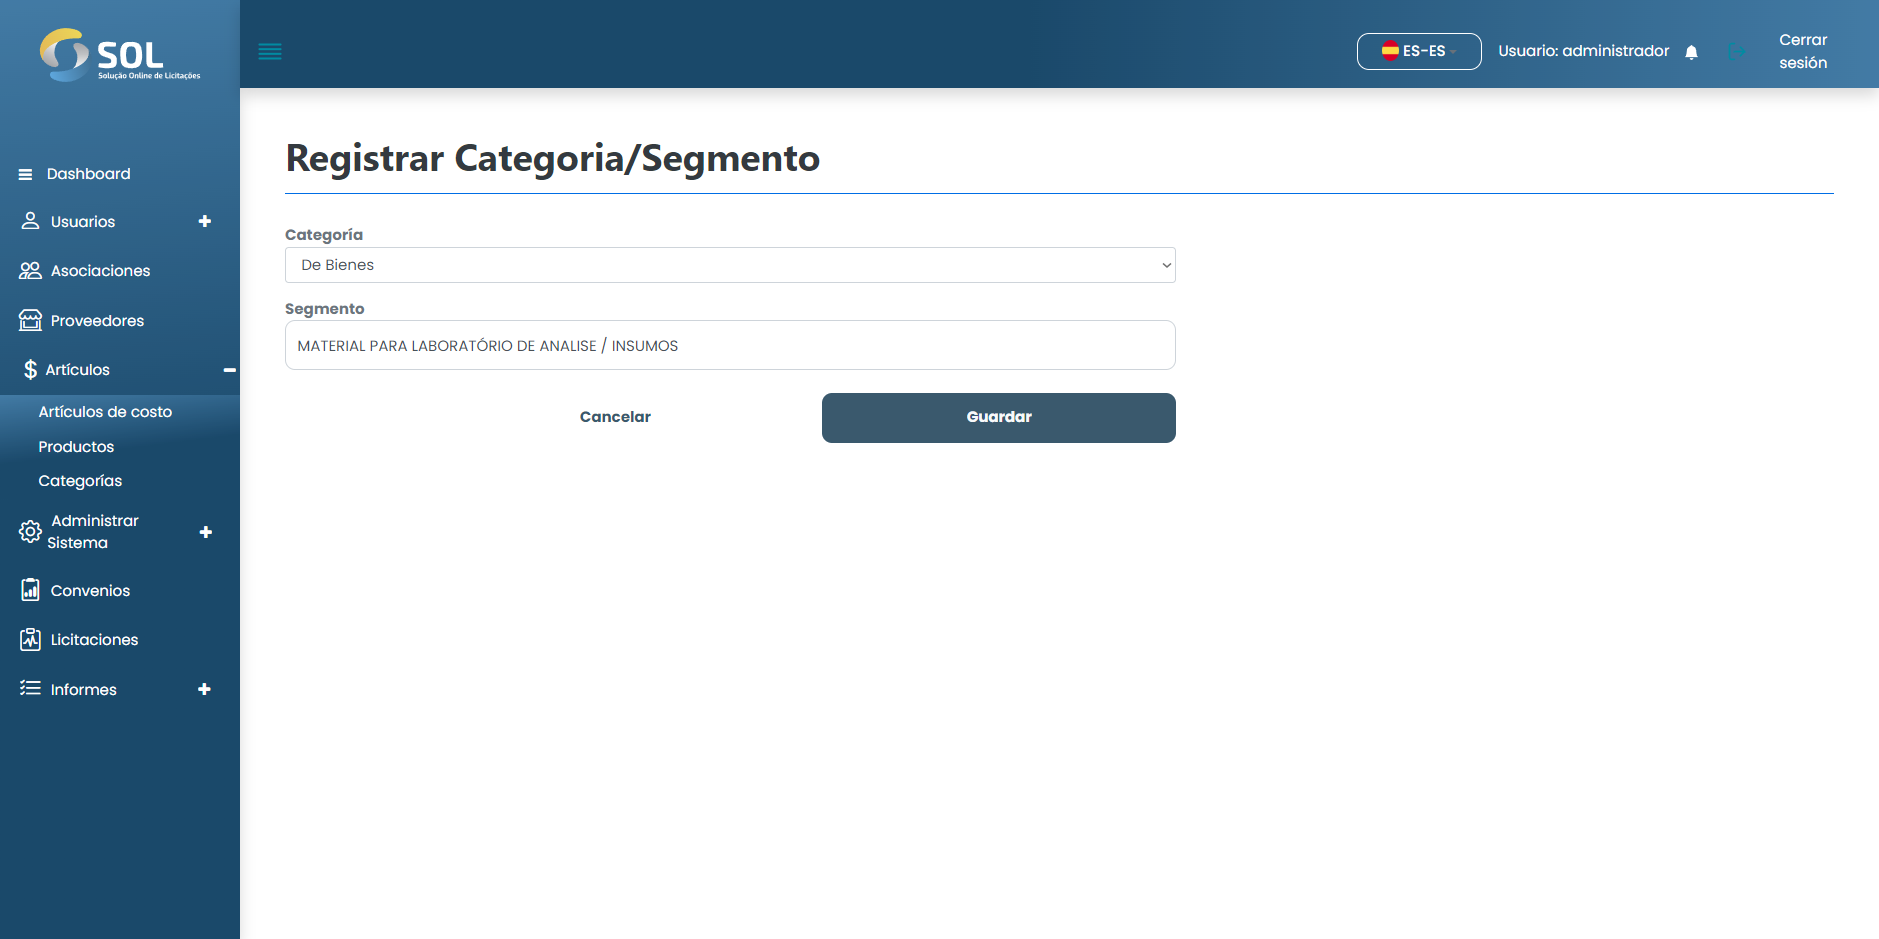 SOL
Solução Online de Licitações
ES-ES
Usuario: administrador
Cerrar
sesión
Dashboard
Usuarios
Asociaciones
Proveedores
Artículos
Artículos de costo
Productos
Categorías
Administrar
Sistema
Convenios
Licitaciones
Informes
Registrar Categoria/Segmento
Categoría
De Bienes
Segmento
MATERIAL PARA LABORATÓRIO DE ANALISE / INSUMOS
Cancelar
Guardar